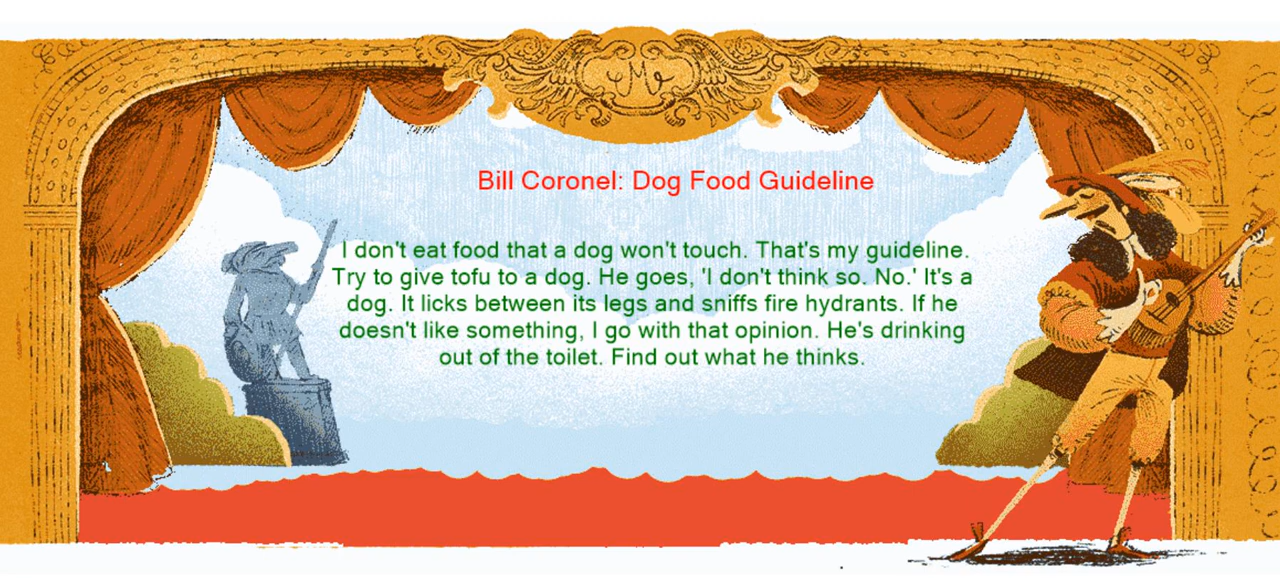 Bill Coronel: Dog Food Guideline
I don't eat food that a dog won't touch. That's my guideline.
Try to give tofu to a dog. He goes, 'I don't think so. No.' It's a
dog. It licks between its legs and sniffs fire hydrants. If he
doesn't like something, I go with that opinion. He's drinking
out of the toilet. Find out what he thinks.